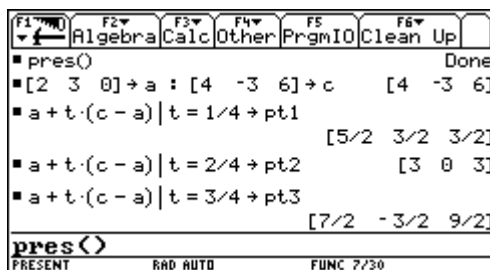 F1 F2 F3 F4 F5 F6
Algebra Calc Other PrgmIO Clean Up
▪ pres() Done
▪ [2 3 0]→a : [4 -3 6]→c [4 -3 6]
▪ a + t·(c - a)|t = 1/4 → pt1
[5/2 3/2 3/2]
▪ a + t·(c - a)|t = 2/4 → pt2 [3 0 3]
▪ a + t·(c - a)|t = 3/4 → pt3
[7/2 -3/2 9/2]
pres()
PRESENT RAD AUTO FUNC 7/30